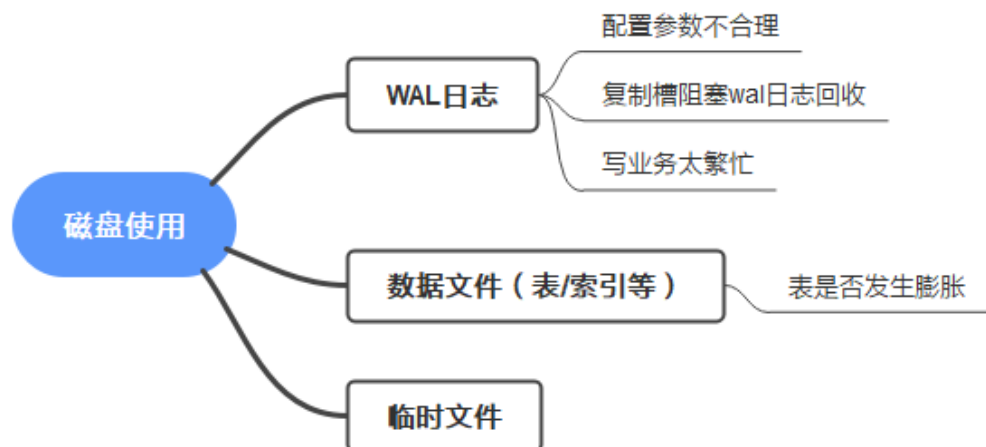 磁盘使用
WAL日志
配置参数不合理
复制槽阻塞wal日志回收
写业务太繁忙
数据文件（表/索引等）
表是否发生膨胀
临时文件